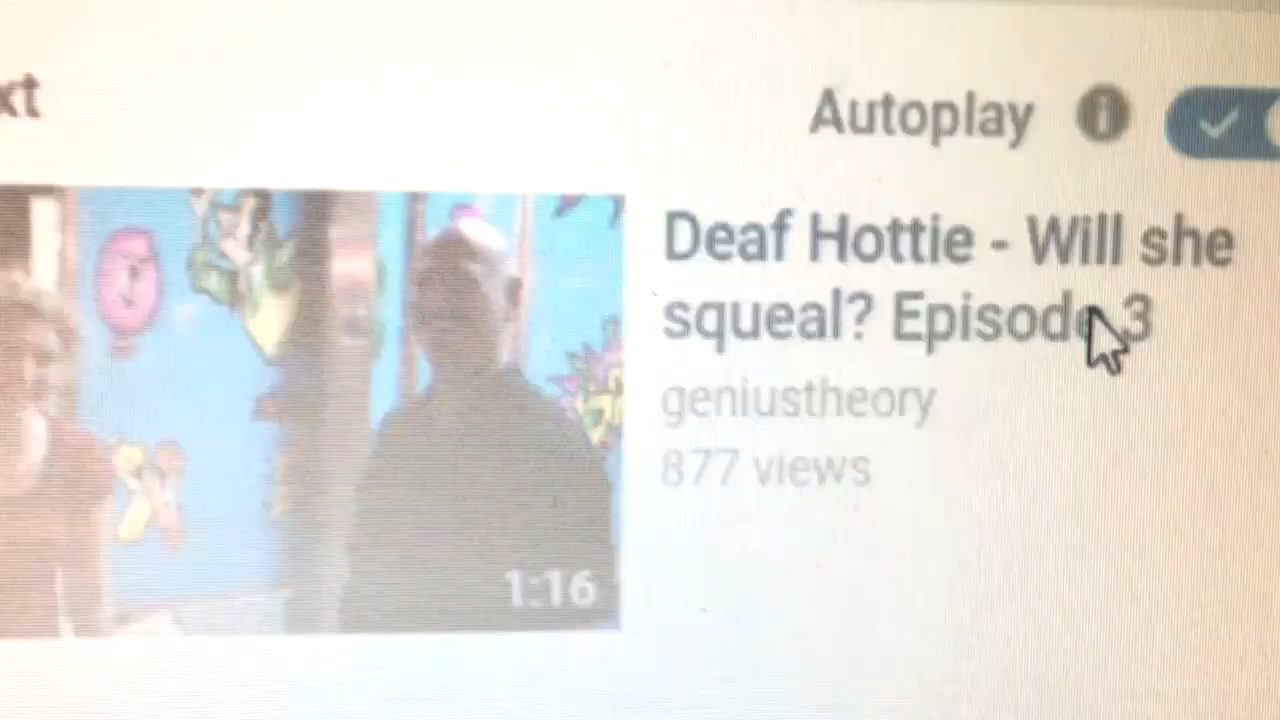 xt
Autoplay
Deaf Hottie - Will she
squeal? Episode 3
geniustheory
877 views
1:16